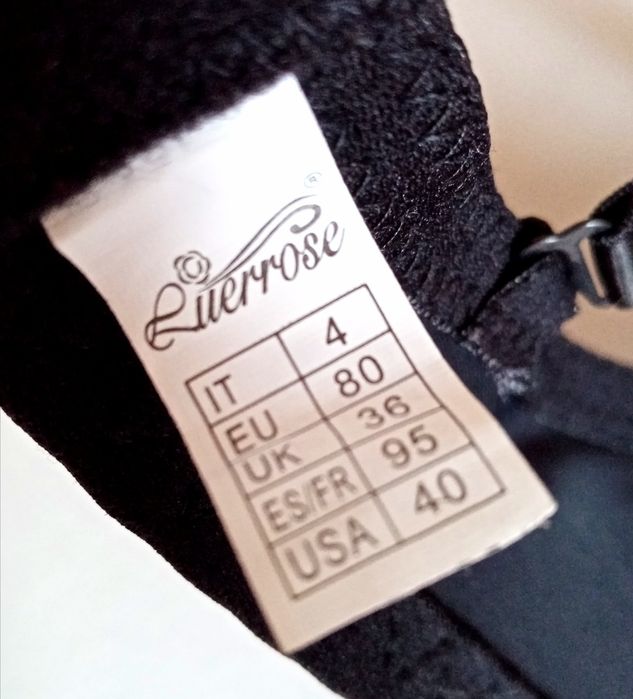 Luerrose
IT 4
EU 80
UK 36
ES/FR 95
USA 40